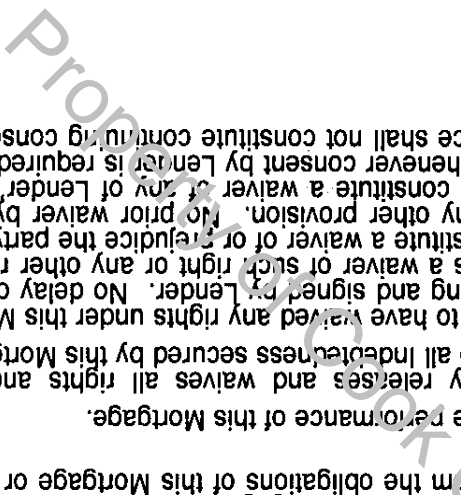 m the obligations of this Mortgage or
e performance of this Mortgage.
y releases and waives all rights and
o all Indebtedness secured by this Mortg
to have waived any rights under this M
ng and signed by Lender. No delay o
s a waiver of such right or any other r
stitute a waiver of or prejudice the party
ny other provision. No prior waiver by
constitute a waiver of any of Lender
henever consent by Lender is required
ce shall not constitute continuing conse
Property of Cook